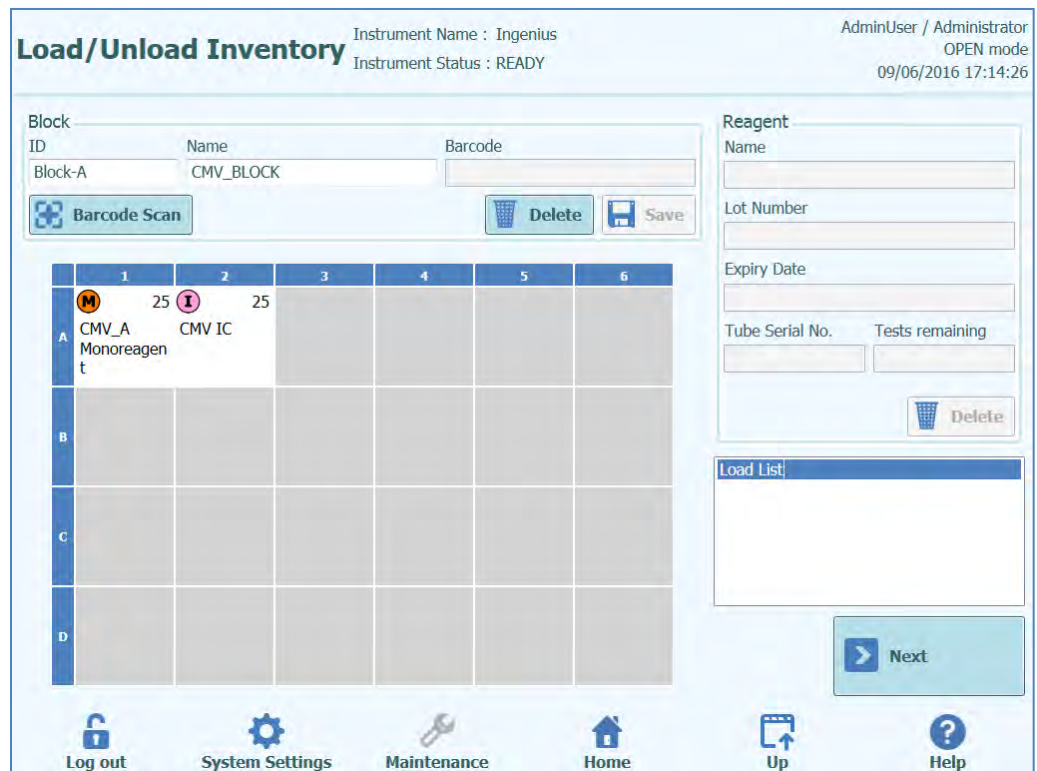 Load/Unload Inventory
Instrument Name : Ingenius
Instrument Status : READY
AdminUser / Administrator
OPEN mode
09/06/2016 17:14:26
Block
ID Name Barcode
Block-A CMV_BLOCK
Barcode Scan Delete Save
1 2 3 4 5 6
A
M 25 I 25
CMV_A CMV IC
Monoreagen
t
B
C
D
Reagent
Name
Lot Number
Expiry Date
Tube Serial No. Tests remaining
Delete
Load List
Next
Log out System Settings Maintenance Home Up Help